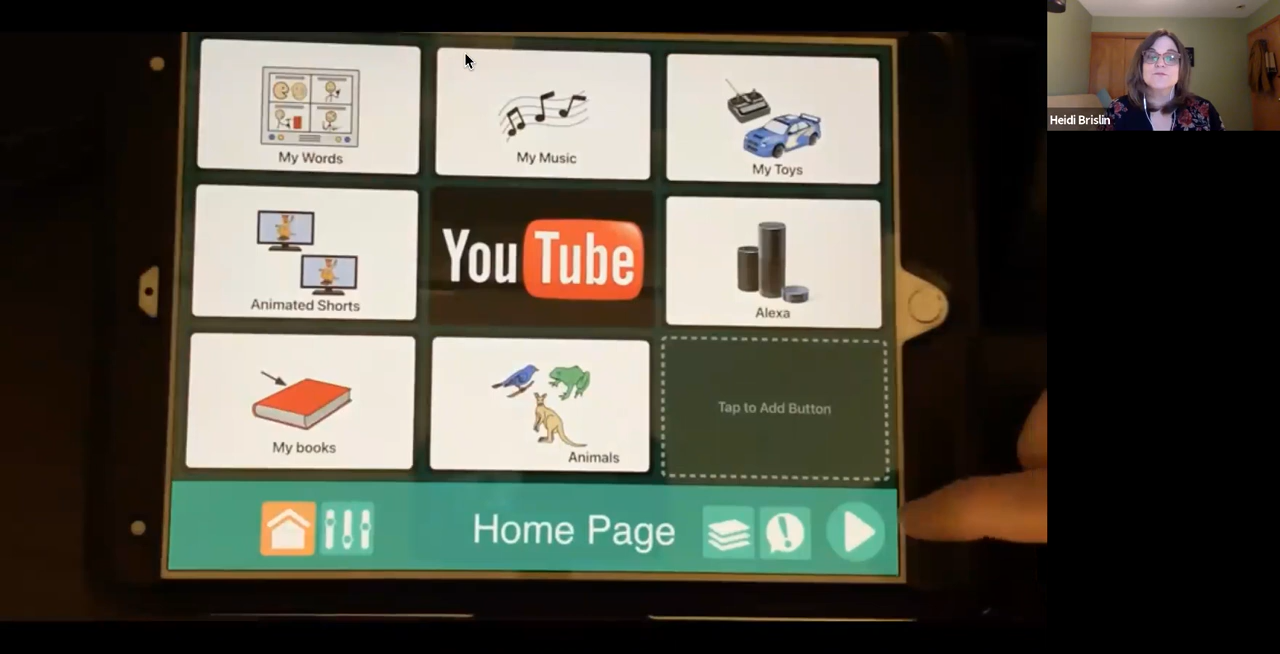 My Words
My Music
My Toys
Animated Shorts
YouTube
Alexa
My books
Animals
Tap to Add Button
Home Page
Heidi Brislin